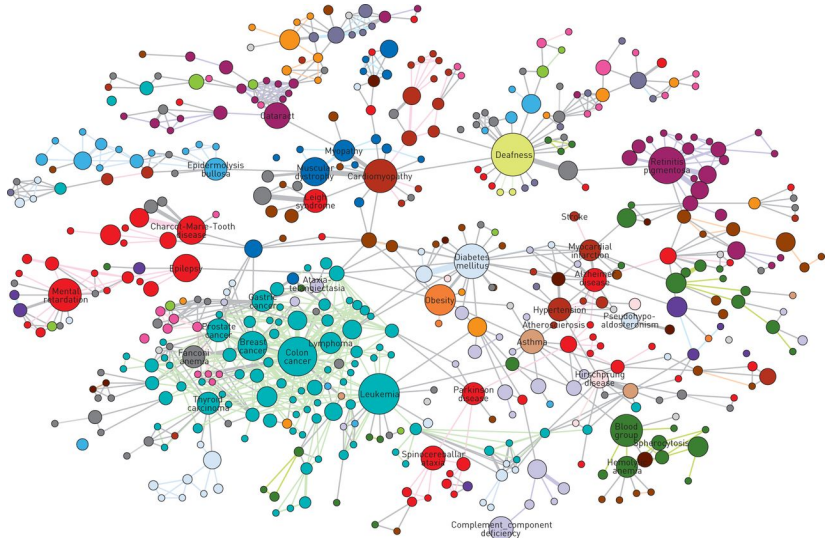 Cataract
Epidermolysis
bullosa
Myopathy
Muscular
dystrophy
Cardiomyopathy
Leigh
syndrome
Deafness
Retinitis
pigmentosa
Charcot-Marie-Tooth
disease
Epilepsy
Mental
retardation
Stroke
Myocardial
infarction
Diabetes
mellitus
Alzheimer
disease
Obesity
Hypertension
Pseudohypo-
aldosteronism
Atherosclerosis
Asthma
Ataxia-
telangiectasia
Gastric
cancer
Prostate
cancer
Breast
cancer
Lymphoma
Colon
cancer
Fanconi
anemia
Thyroid
carcinoma
Leukemia
Hirschprung
disease
Parkinson
disease
Blood
group
Spherocytosis
Hemolytic
anemia
Spinocereballar
ataxia
Complement_component
deficiency